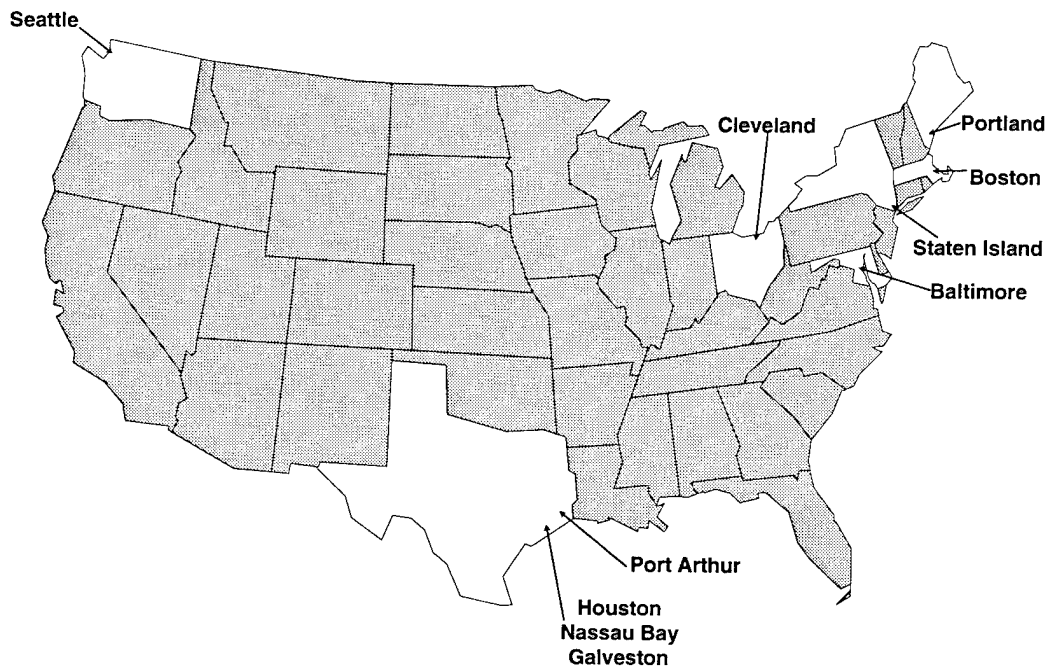 Seattle
Cleveland
Portland
Boston
Staten Island
Baltimore
Port Arthur
Houston
Nassau Bay
Galveston